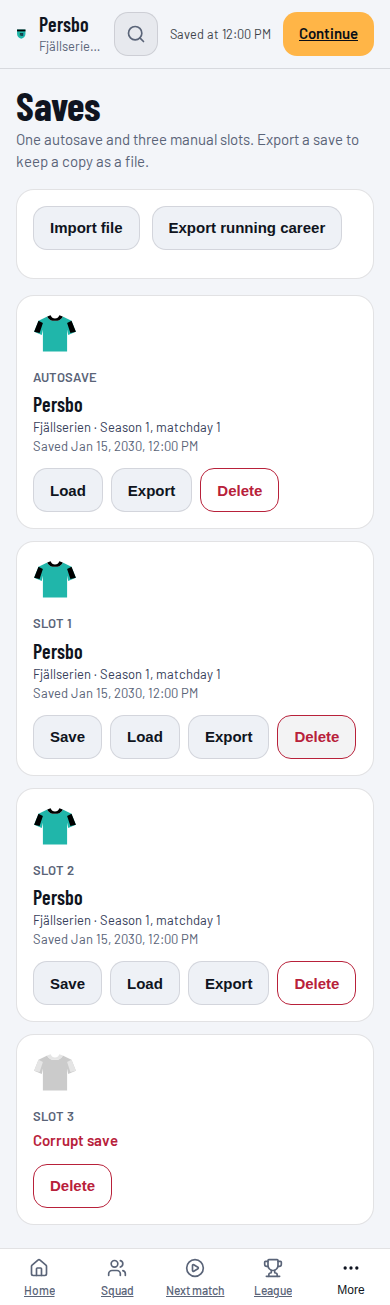 Persbo
Fjällserie...
Saved at 12:00 PM
Continue
Saves
One autosave and three manual slots. Export a save to
keep a copy as a file.
Import file
Export running career
AUTOSAVE
Persbo
Fjällserien · Season 1, matchday 1
Saved Jan 15, 2030, 12:00 PM
Load
Export
Delete
SLOT 1
Persbo
Fjällserien · Season 1, matchday 1
Saved Jan 15, 2030, 12:00 PM
Save
Load
Export
Delete
SLOT 2
Persbo
Fjällserien · Season 1, matchday 1
Saved Jan 15, 2030, 12:00 PM
Save
Load
Export
Delete
SLOT 3
Corrupt save
Delete
Home
Squad
Next match
League
More